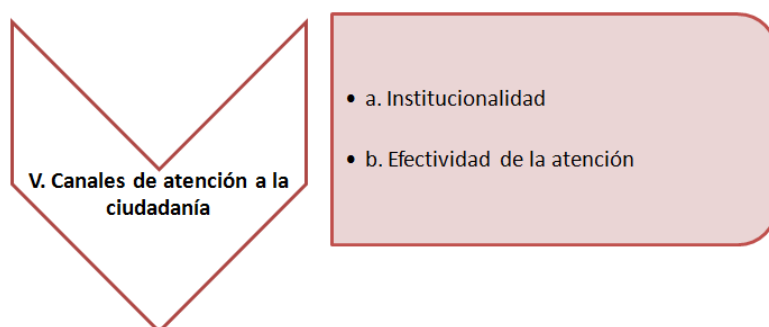 V. Canales de atención a la
ciudadanía
• a. Institucionalidad
• b. Efectividad de la atención